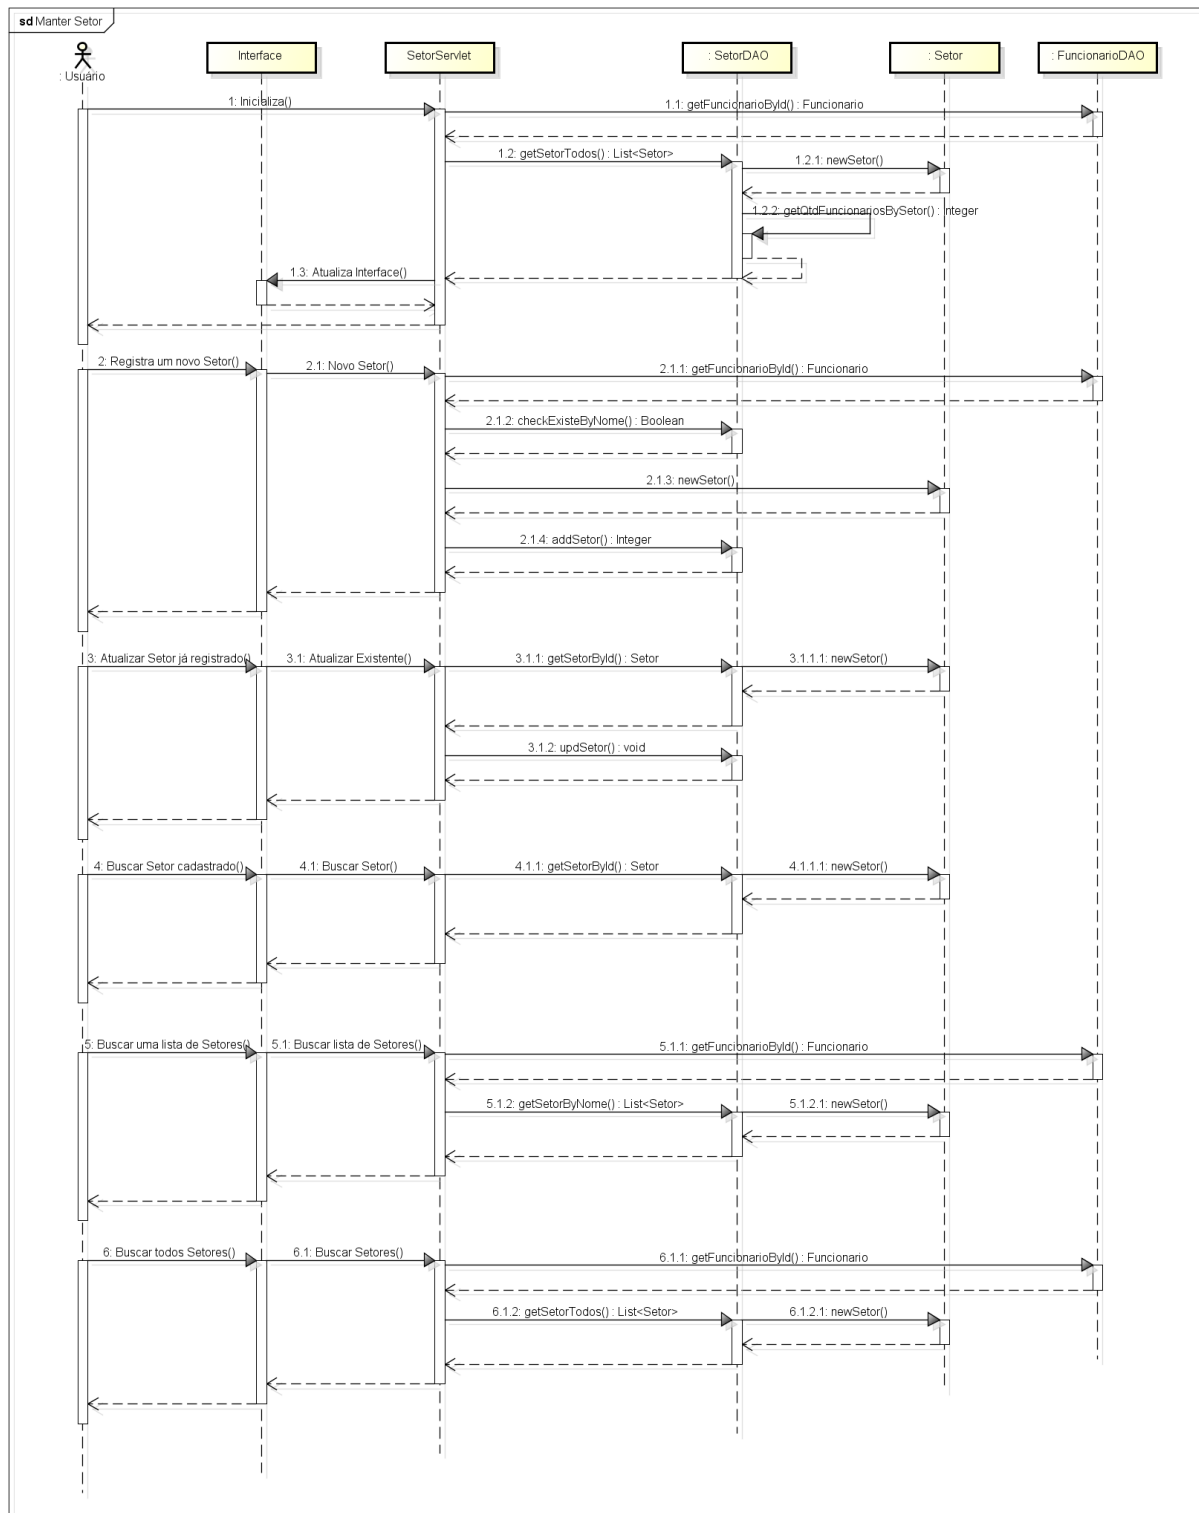 sd Manter Setor
: Usuário
Interface
SetorServlet
: SetorDAO
: Setor
: FuncionarioDAO
1: Inicializa()
1.1: getFuncionarioById() : Funcionario
1.2: getSetorTodos() : List<Setor>
1.2.1: newSetor()
1.2.2: getQtdFuncionariosBySetor() : Integer
1.3: Atualiza Interface()
2: Registra um novo Setor()
2.1: Novo Setor()
2.1.1: getFuncionarioById() : Funcionario
2.1.2: checkExisteByNome() : Boolean
2.1.3: newSetor()
2.1.4: addSetor() : Integer
3: Atualizar Setor já registrado()
3.1: Atualizar Existente()
3.1.1: getSetorById() : Setor
3.1.1.1: newSetor()
3.1.2: updSetor() : void
4: Buscar Setor cadastrado()
4.1: Buscar Setor()
4.1.1: getSetorById() : Setor
4.1.1.1: newSetor()
5: Buscar uma lista de Setores()
5.1: Buscar lista de Setores()
5.1.1: getFuncionarioById() : Funcionario
5.1.2: getSetorByNome() : List<Setor>
5.1.2.1: newSetor()
6: Buscar todos Setores()
6.1: Buscar Setores()
6.1.1: getFuncionarioById() : Funcionario
6.1.2: getSetorTodos() : List<Setor>
6.1.2.1: newSetor()